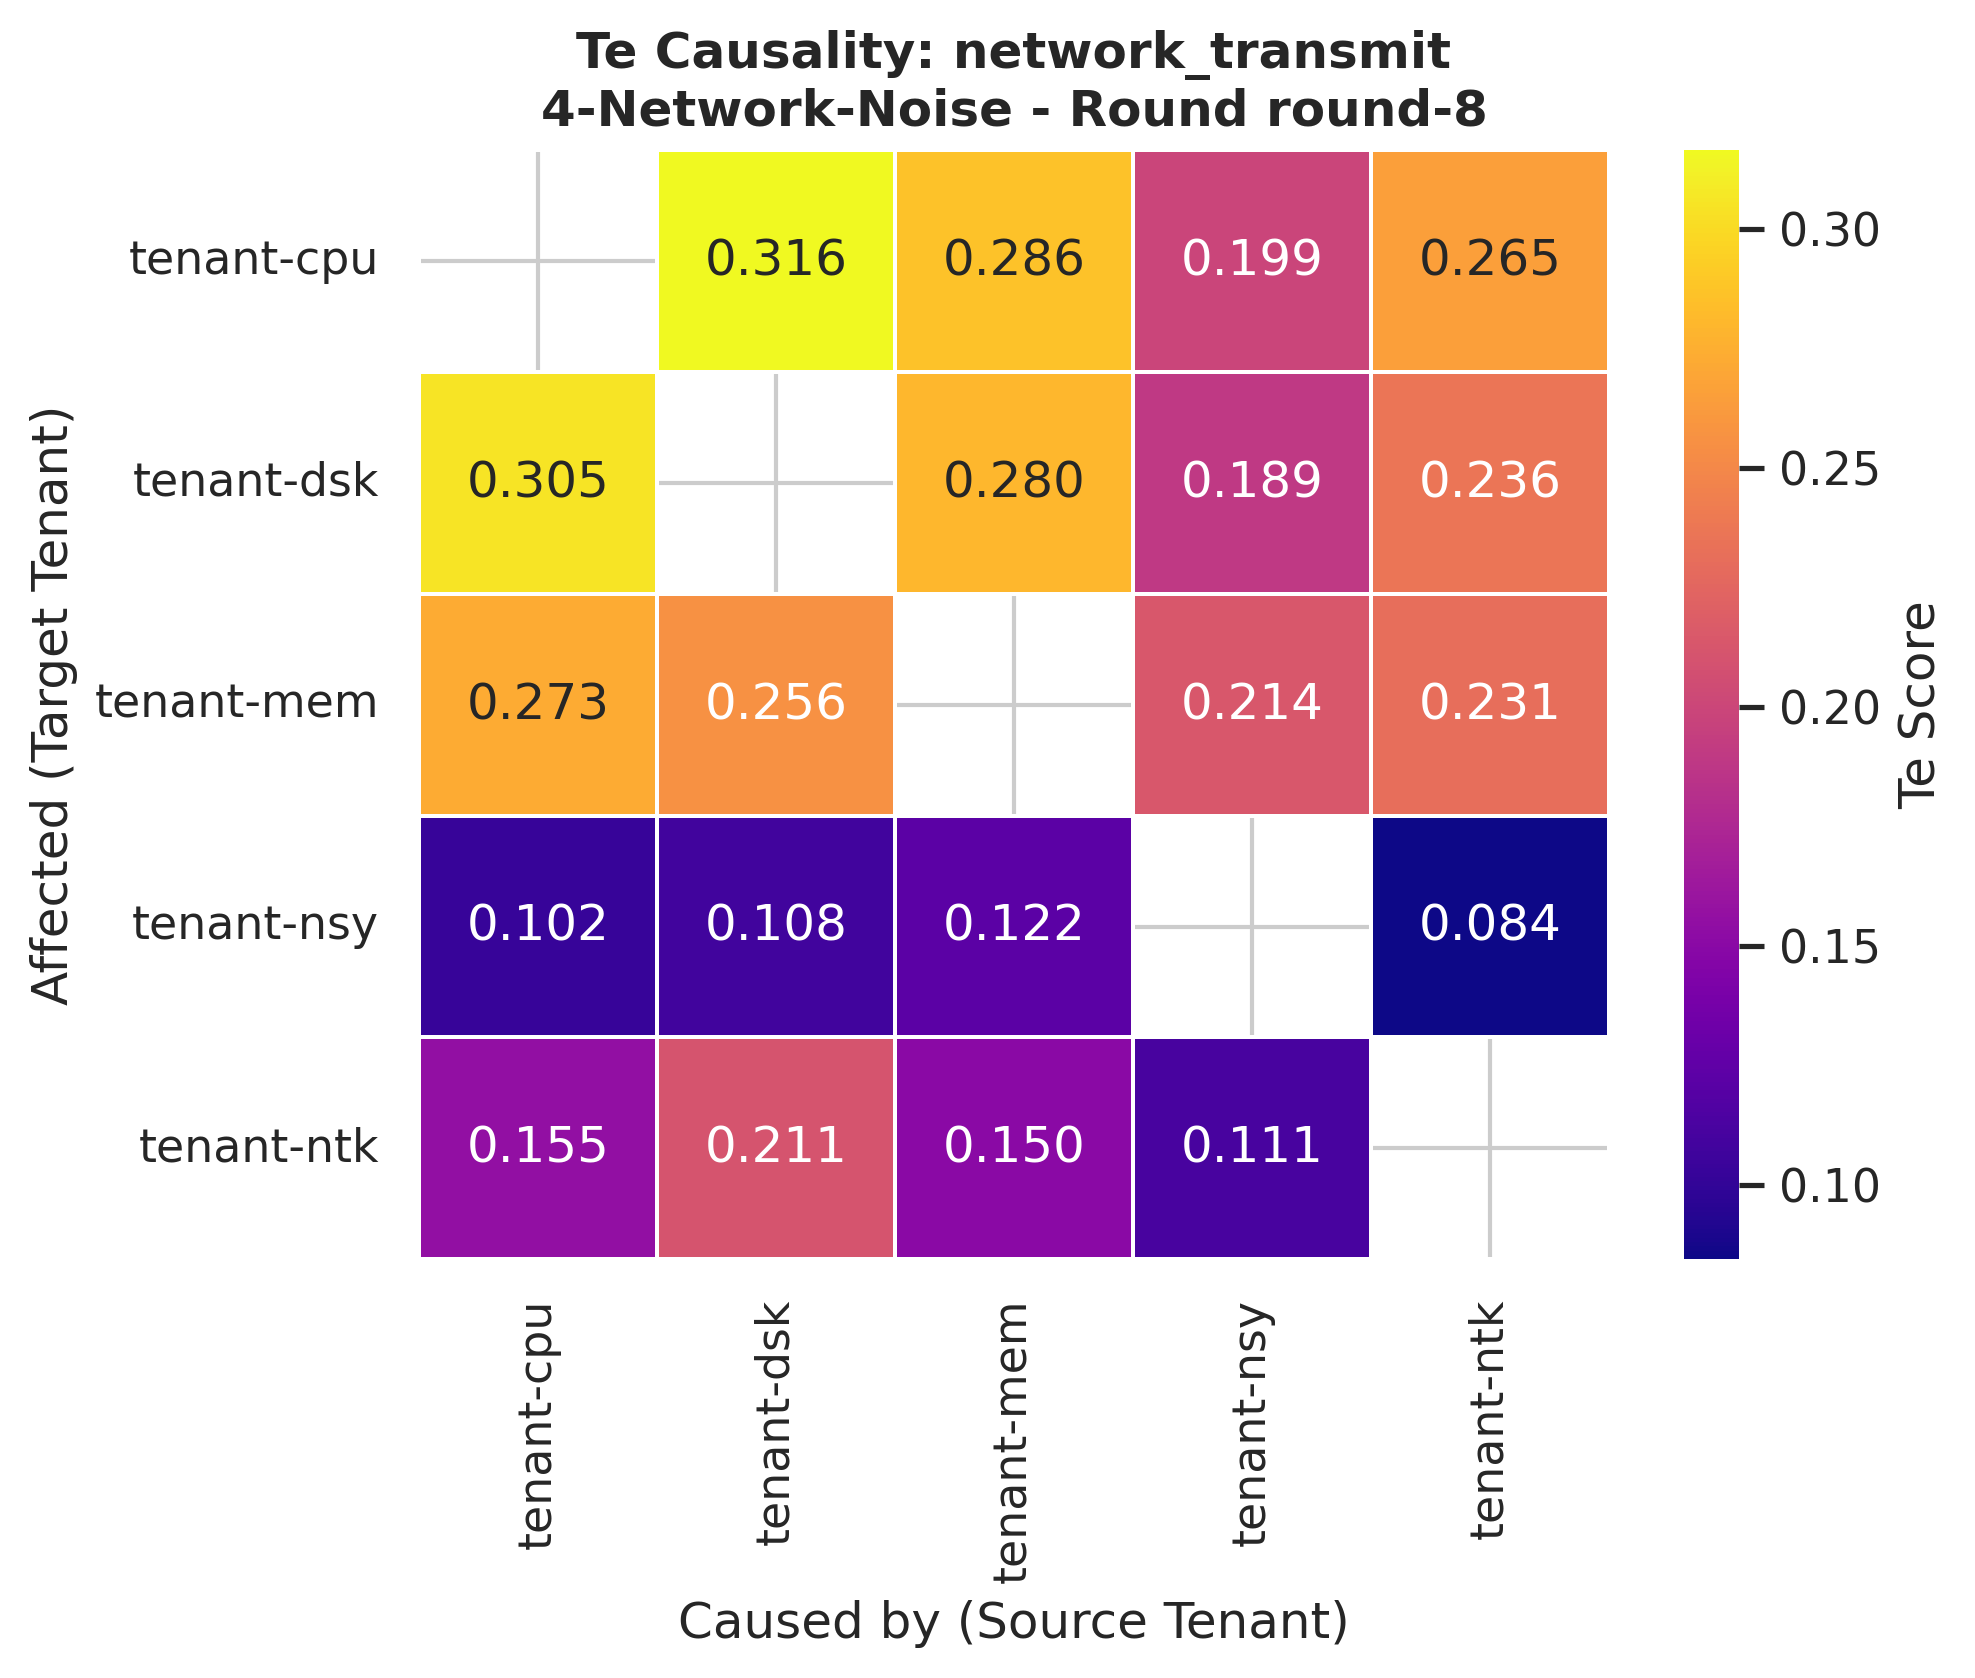 Te Causality: network_transmit
4-Network-Noise - Round round-8
Affected (Target Tenant)
tenant-cpu
0.316
0.286
0.199
0.265
tenant-dsk
0.305
0.280
0.189
0.236
tenant-mem
0.273
0.256
0.214
0.231
tenant-nsy
0.102
0.108
0.122
0.084
tenant-ntk
0.155
0.211
0.150
0.111
tenant-cpu
tenant-dsk
tenant-mem
tenant-nsy
tenant-ntk
Caused by (Source Tenant)
0.30
0.25
0.20
0.15
0.10
Te Score